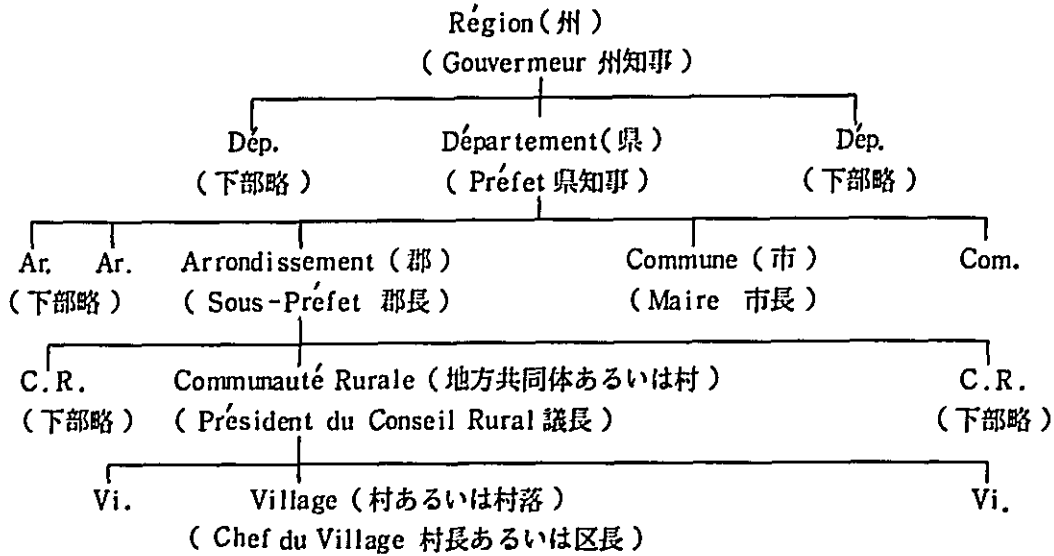 Région(州)
( Gouvermeur 州知事 )
Dép. Département(県) Dép.
(下部略) ( Préfet 県知事 ) (下部略)
Ar. Ar. Arrondissement (郡) Commune (市) Com.
(下部略) ( Sous-Préfet 郡長 ) ( Maire 市長 )
C.R. Communauté Rurale (地方共同体あるいは村) C.R.
(下部略) ( Président du Conseil Rural 議長 ) (下部略)
Vi. Village (村あるいは村落) Vi.
( Chef du Village 村長あるいは区長 )